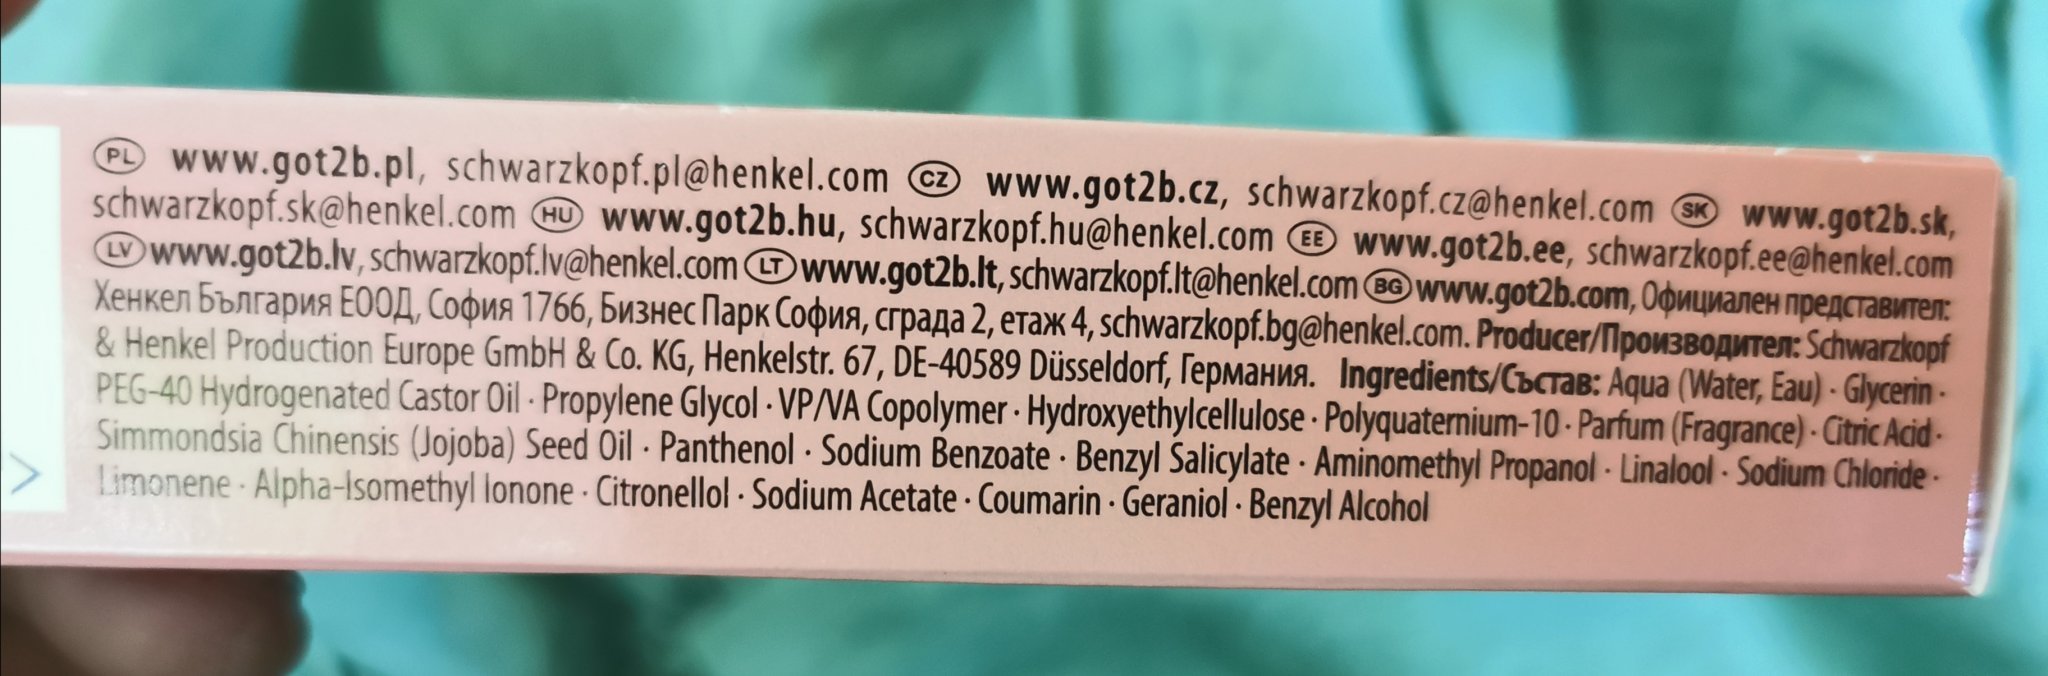 PL www.got2b.pl, schwarzkopf.pl@henkel.com CZ www.got2b.cz, schwarzkopf.cz@henkel.com SK www.got2b.sk,
schwarzkopf.sk@henkel.com HU www.got2b.hu, schwarzkopf.hu@henkel.com EE www.got2b.ee, schwarzkopf.ee@henkel.com
LV www.got2b.lv, schwarzkopf.lv@henkel.com LT www.got2b.lt, schwarzkopf.lt@henkel.com BG www.got2b.com, Официален представител:
Хенкел България ЕООД, София 1766, Бизнес Парк София, сграда 2, етаж 4, schwarzkopf.bg@henkel.com. Producer/Производител: Schwarzkopf
& Henkel Production Europe GmbH & Co. KG, Henkelstr. 67, DE-40589 Düsseldorf, Германия. Ingredients/Състав: Aqua (Water, Eau) · Glycerin ·
PEG-40 Hydrogenated Castor Oil · Propylene Glycol · VP/VA Copolymer · Hydroxyethylcellulose · Polyquaternium-10 · Parfum (Fragrance) · Citric Acid ·
Simmondsia Chinensis (Jojoba) Seed Oil · Panthenol · Sodium Benzoate · Benzyl Salicylate · Aminomethyl Propanol · Linalool · Sodium Chloride ·
Limonene · Alpha-Isomethyl Ionone · Citronellol · Sodium Acetate · Coumarin · Geraniol · Benzyl Alcohol